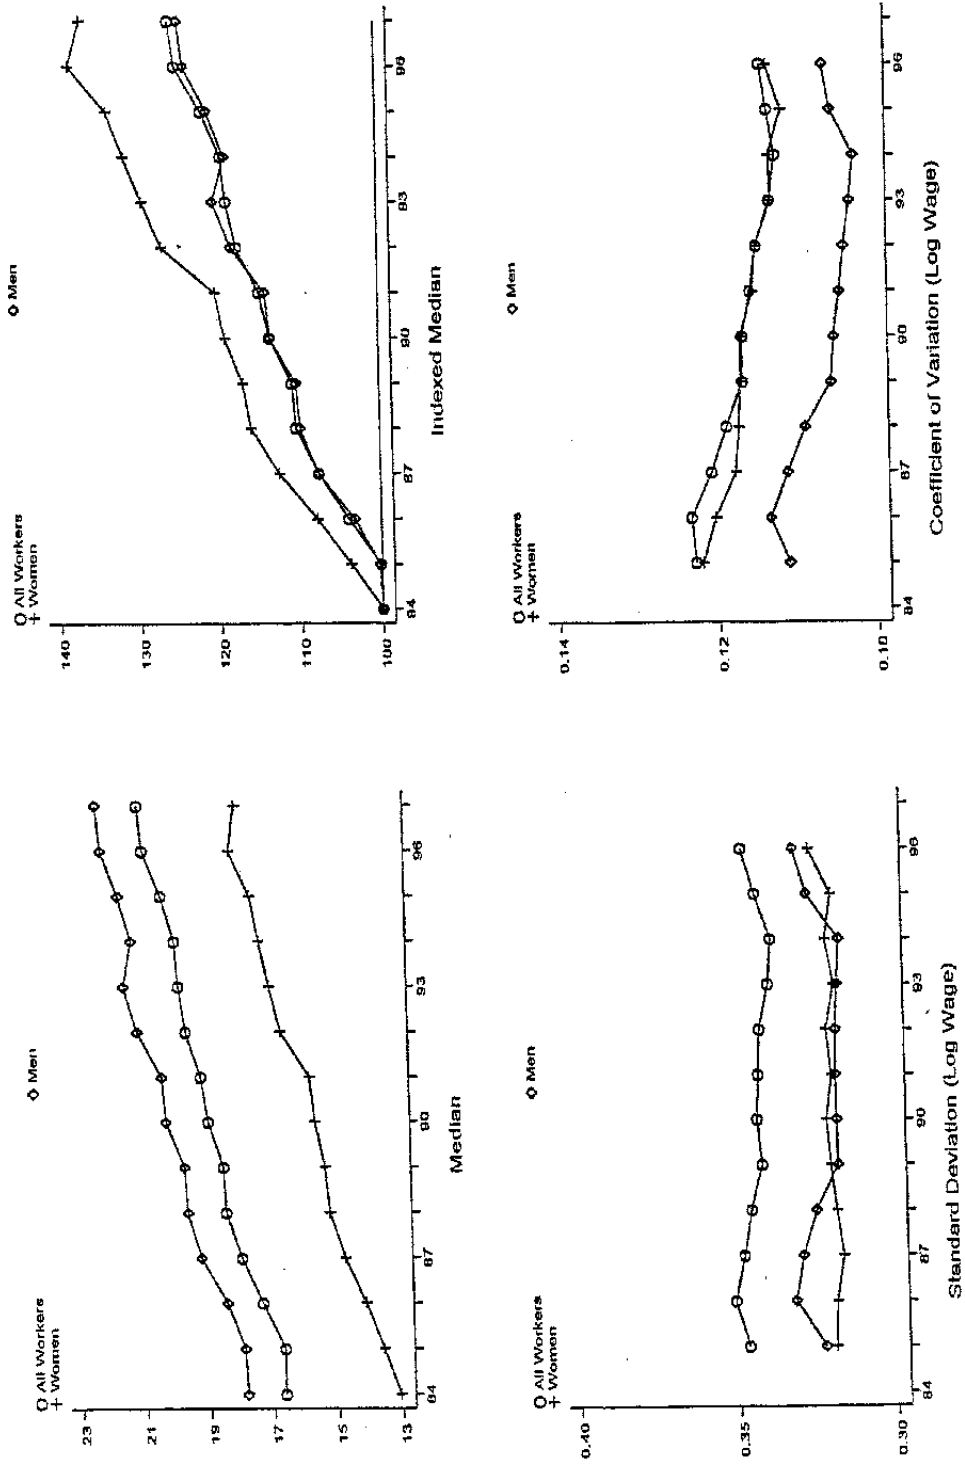 O All Workers ◇ Men
+ Women
23
21
19
17
15
13
84 87 90 93 96
Median
O All Workers ◇ Men
+ Women
140
130
120
110
100
84 87 90 93 96
Indexed Median
O All Workers ◇ Men
+ Women
0.40
0.35
0.30
84 87 90 93 96
Standard Deviation (Log Wage)
O All Workers ◇ Men
+ Women
0.14
0.12
0.10
84 87 90 93 96
Coefficient of Variation (Log Wage)